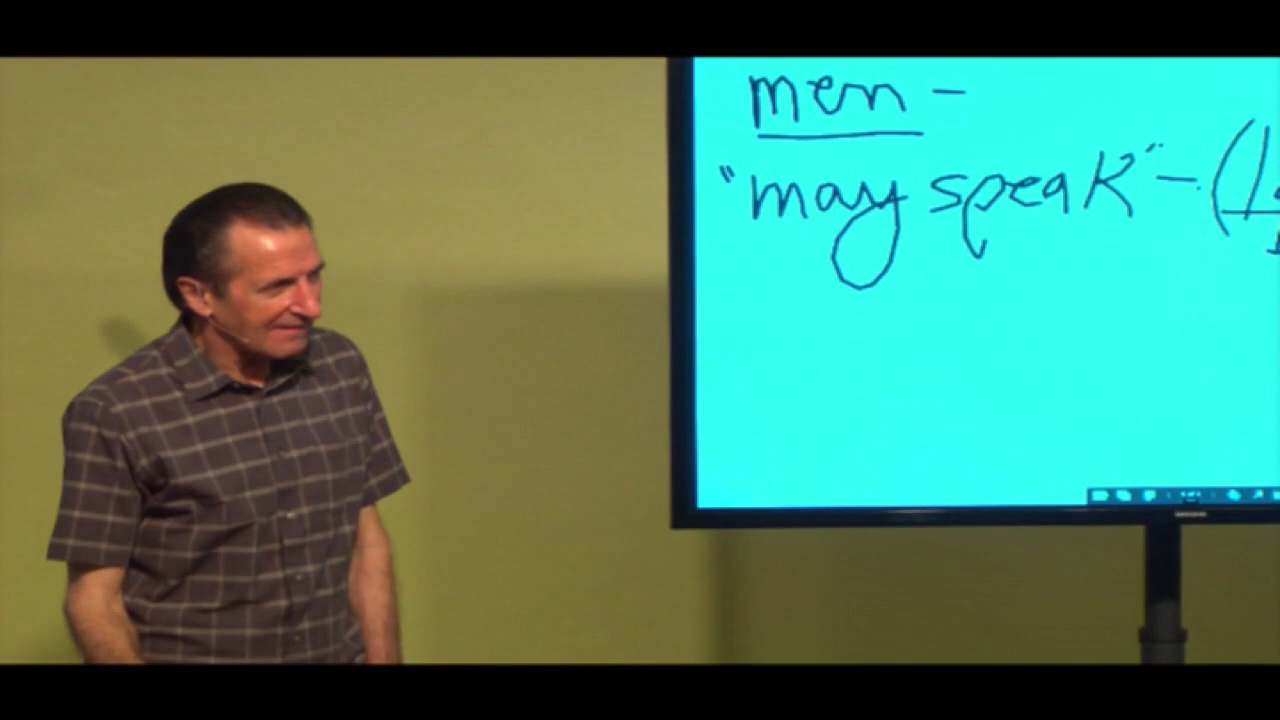 men -
"may speak" - (